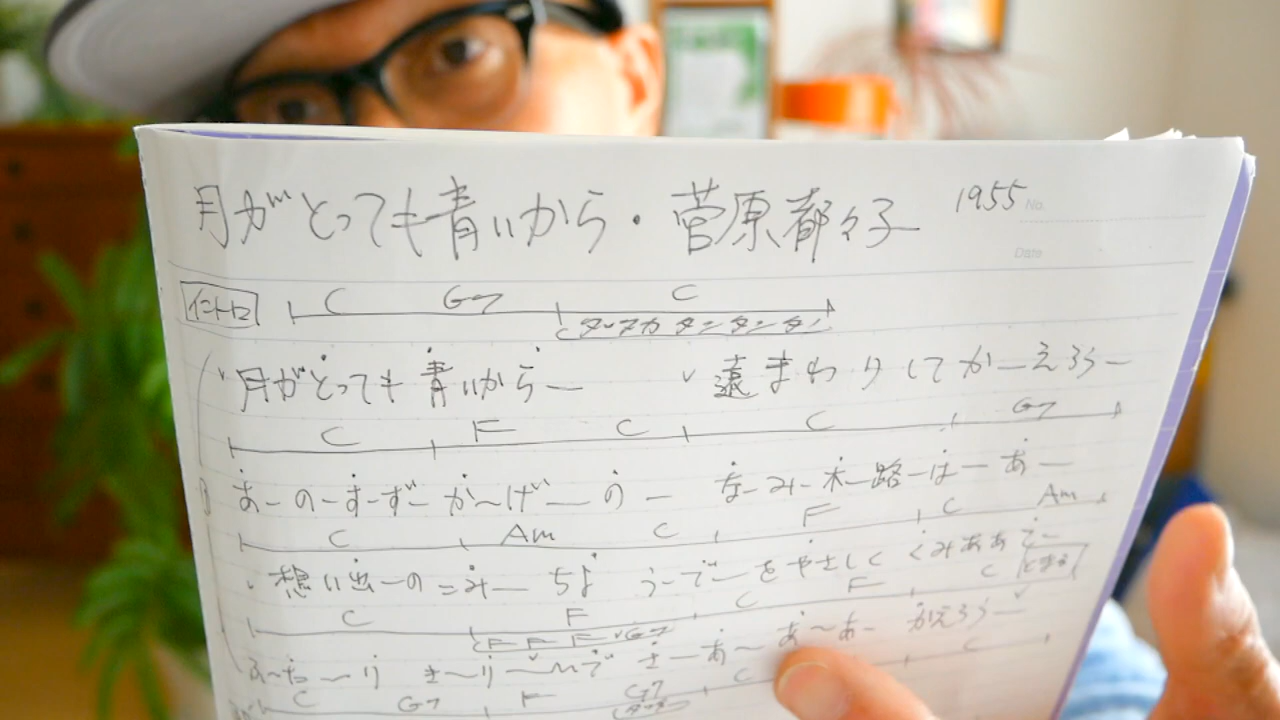 月がとっても青いから・菅原都々子 1955 No.
Date
イントロ C G7 C
タッカ タン タン タン
月がとっても青いからー 遠まわりしてかーえろうー
C F C C G7
あーのーすーずーかーげーのー なーみー木ー路ーはーあー
C Am C F C Am
想い出ーのこみーちよ うーでーをやさしくくみああてー
C F C F C
F F F G7
ふーたーりきーりーいで さーあーあーあー かえろうー
C G7 F C7 C C